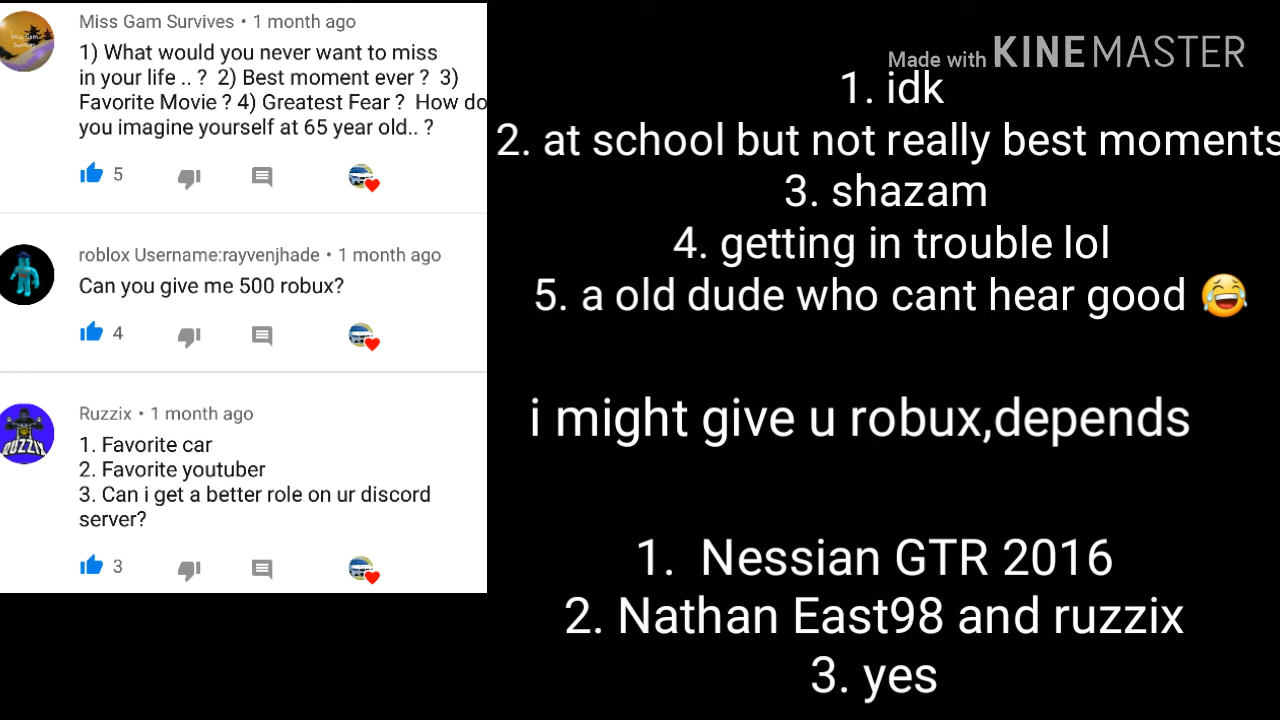 Miss Gam Survives • 1 month ago
1) What would you never want to miss
in your life .. ?  2) Best moment ever ?  3)
Favorite Movie ? 4) Greatest Fear ?  How do
you imagine yourself at 65 year old.. ?
5
roblox Username:rayvenjhade • 1 month ago
Can you give me 500 robux?
4
Ruzzix • 1 month ago
1. Favorite car
2. Favorite youtuber
3. Can i get a better role on ur discord
server?
3
Made with KINEMASTER
1. idk
2. at school but not really best moments
3. shazam
4. getting in trouble lol
5. a old dude who cant hear good 😂
i might give u robux,depends
1.  Nessian GTR 2016
2. Nathan East98 and ruzzix
3. yes